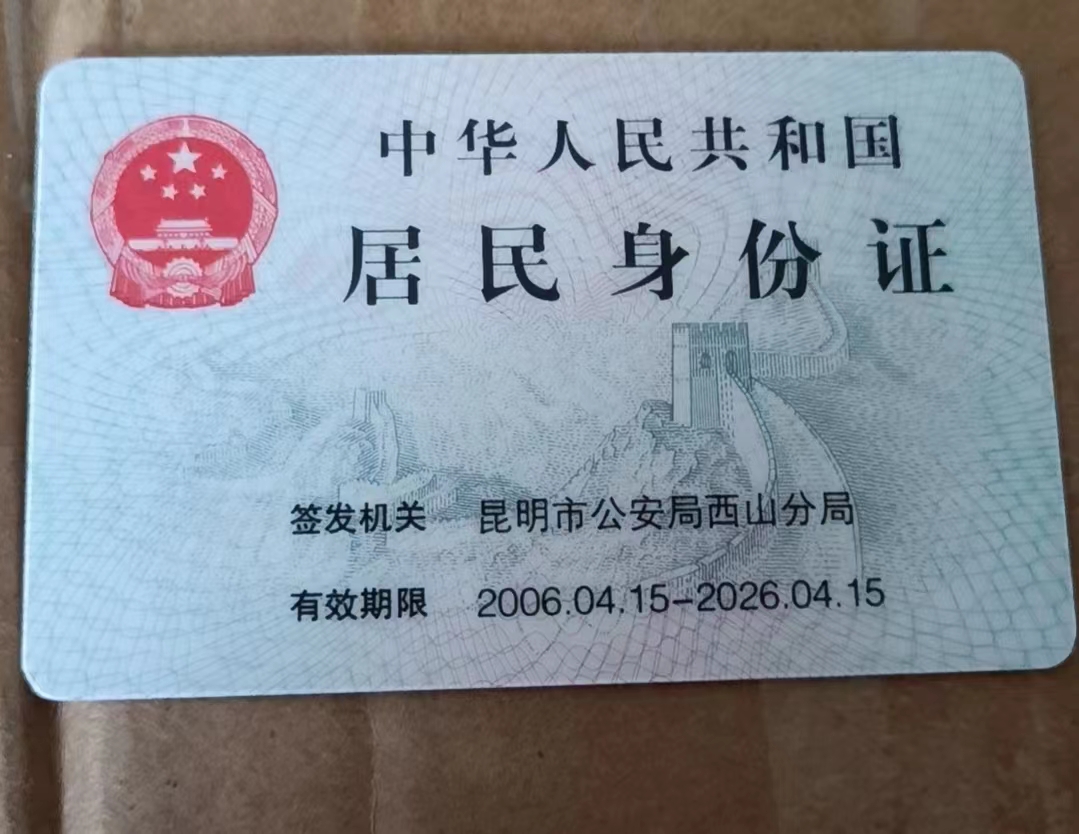 中华人民共和国
居民身份证
签发机关 昆明市公安局西山分局
有效期限 2006.04.15-2026.04.15